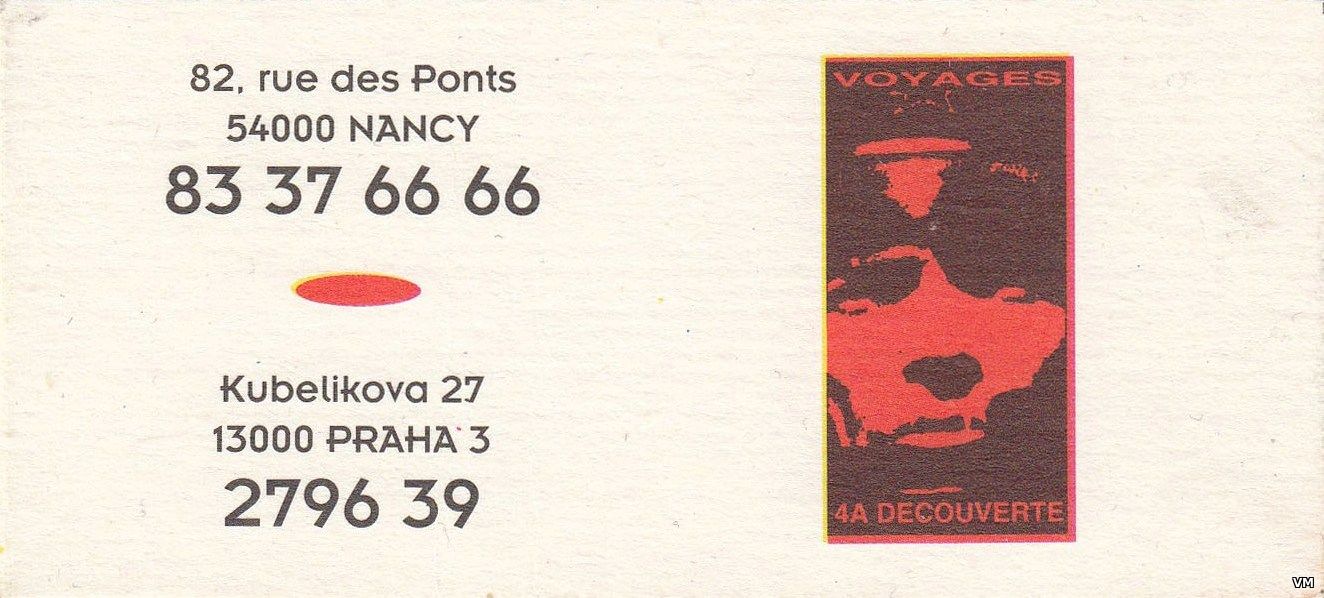 82, rue des Ponts
54000 NANCY
83 37 66 66
Kubelikova 27
13000 PRAHA 3
2796 39
VOYAGES
4A DECOUVERTE
VM